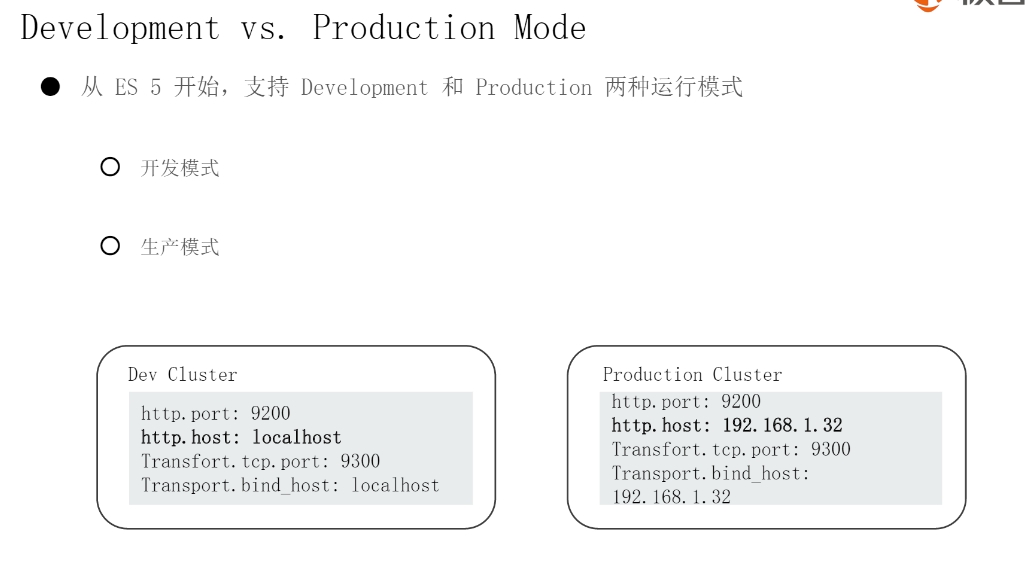 Development vs. Production Mode
● 从 ES 5 开始，支持 Development 和 Production 两种运行模式
○ 开发模式
○ 生产模式
Dev Cluster
http.port: 9200
http.host: localhost
Transfort.tcp.port: 9300
Transport.bind_host: localhost
Production Cluster
http.port: 9200
http.host: 192.168.1.32
Transfort.tcp.port: 9300
Transport.bind_host:
192.168.1.32